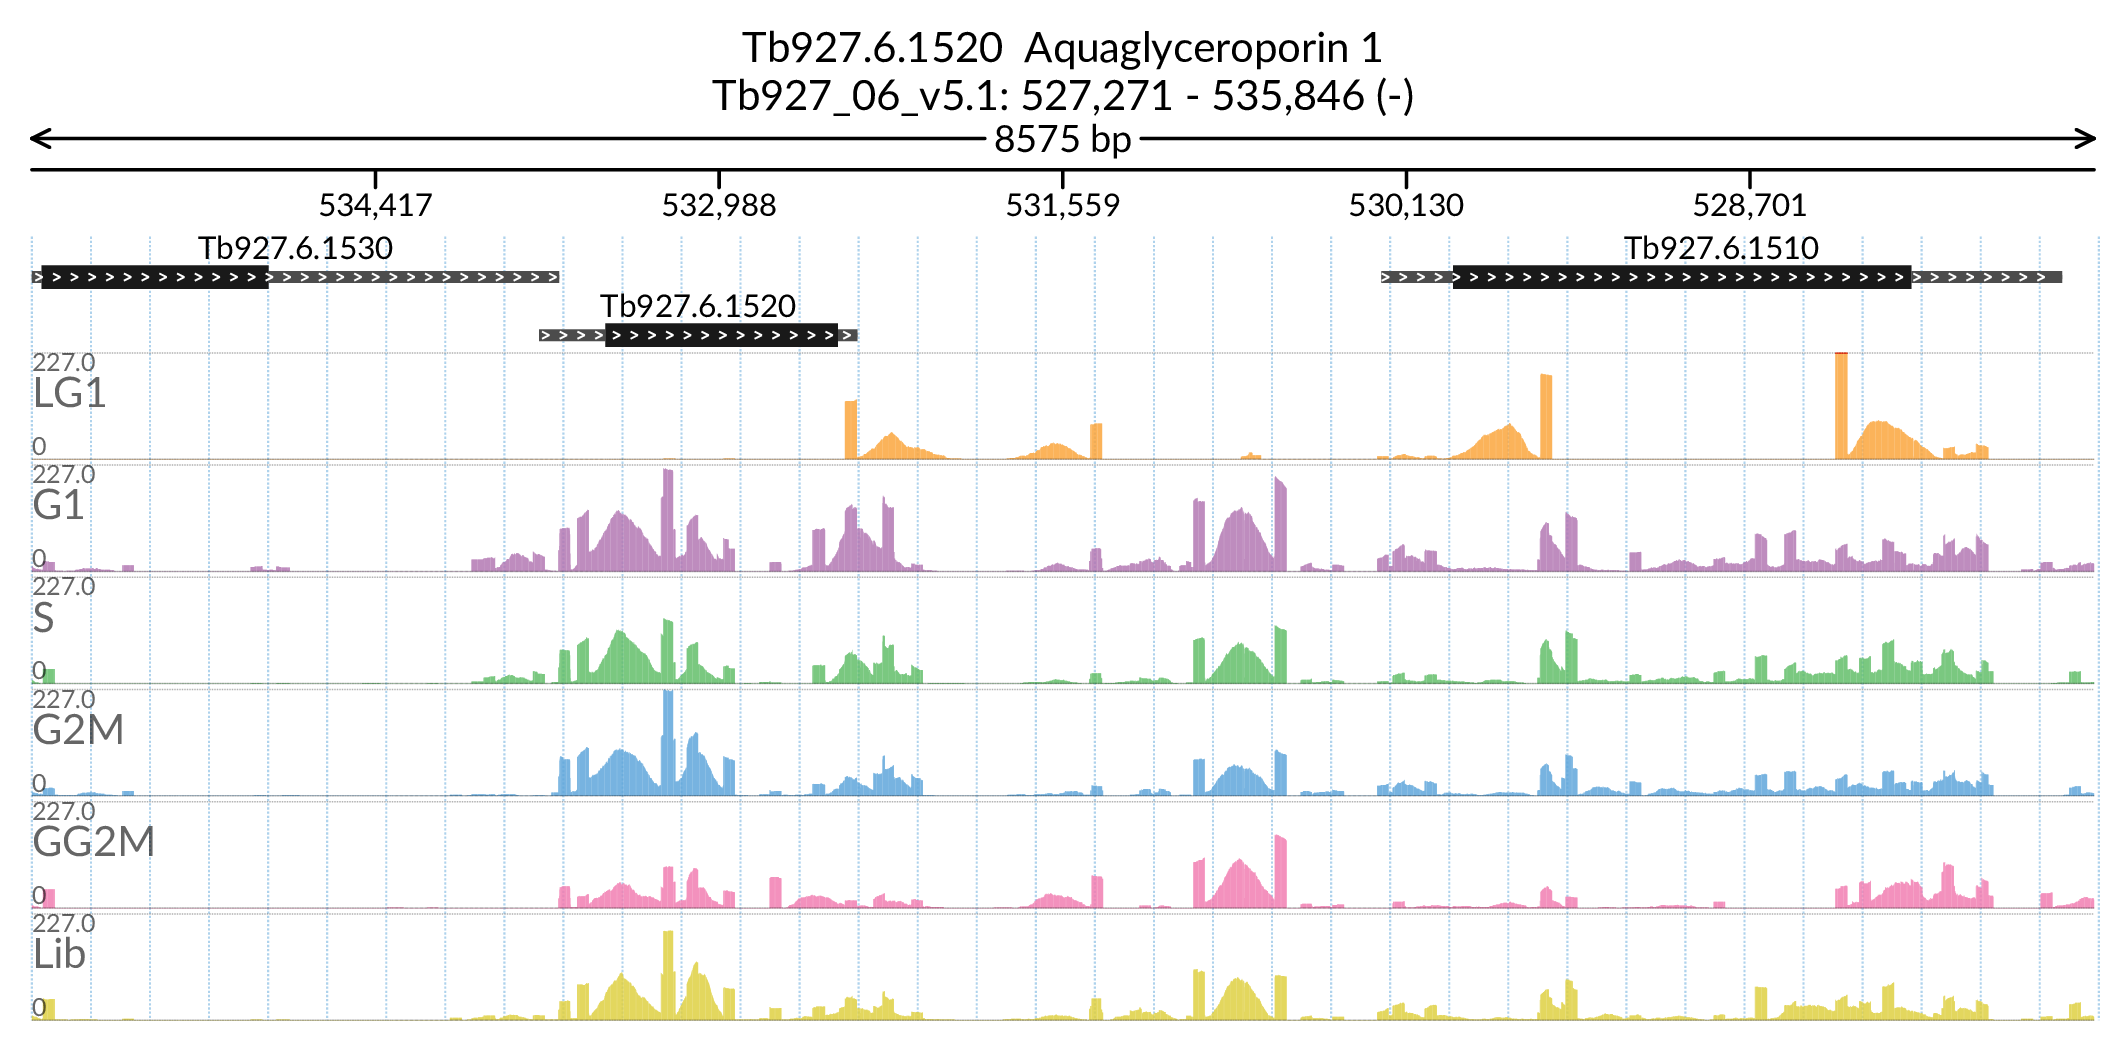 Tb927.6.1520 Aquaglyceroporin 1
Tb927_06_v5.1: 527,271 - 535,846 (-)
8575 bp
534,417 532,988 531,559 530,130 528,701
Tb927.6.1530 Tb927.6.1510
Tb927.6.1520
227.0
LG1
0
227.0
G1
0
227.0
S
0
227.0
G2M
0
227.0
GG2M
0
227.0
Lib
0